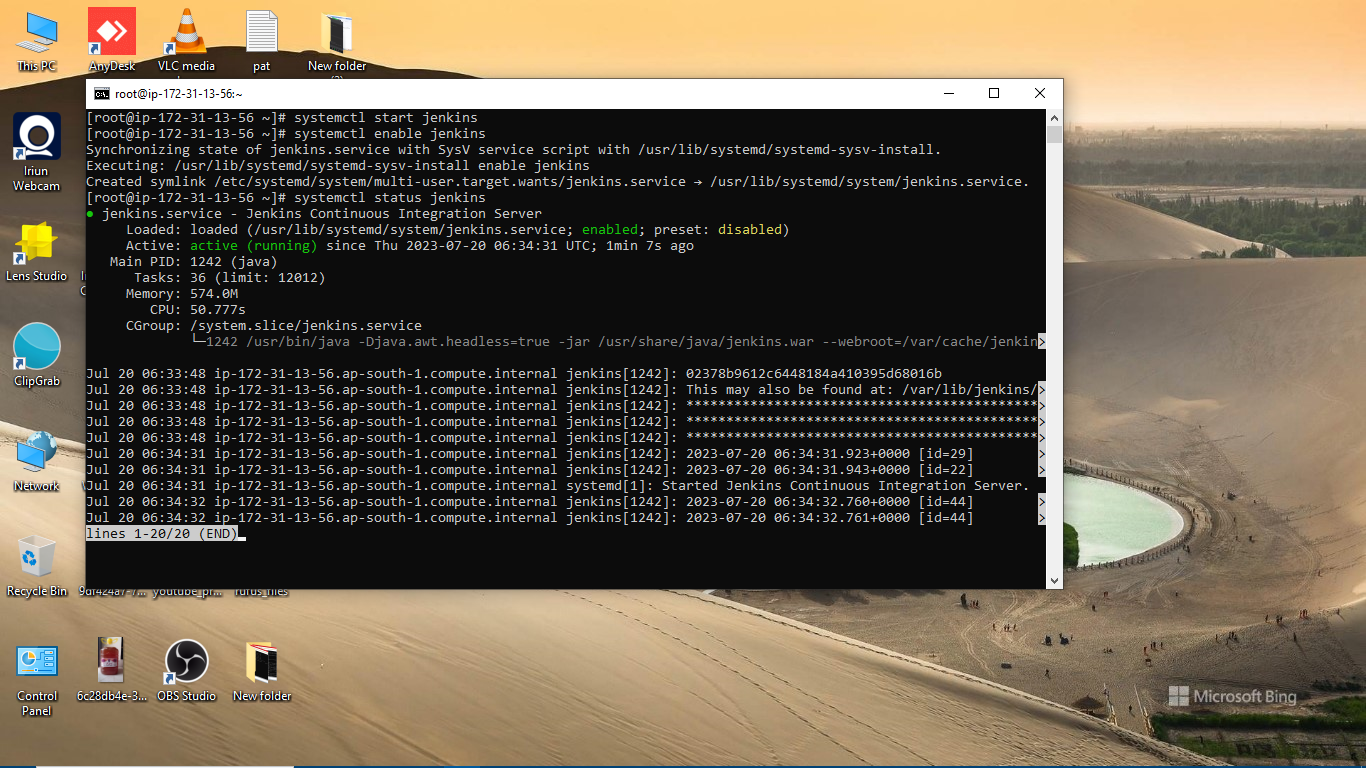 This PC
AnyDesk
VLC media
pat
New folder
root@ip-172-31-13-56:~
[root@ip-172-31-13-56 ~]# systemctl start jenkins
[root@ip-172-31-13-56 ~]# systemctl enable jenkins
Synchronizing state of jenkins.service with SysV service script with /usr/lib/systemd/systemd-sysv-install.
Executing: /usr/lib/systemd/systemd-sysv-install enable jenkins
Created symlink /etc/systemd/system/multi-user.target.wants/jenkins.service → /usr/lib/systemd/system/jenkins.service.
[root@ip-172-31-13-56 ~]# systemctl status jenkins
● jenkins.service - Jenkins Continuous Integration Server
Loaded: loaded (/usr/lib/systemd/system/jenkins.service; enabled; preset: disabled)
Active: active (running) since Thu 2023-07-20 06:34:31 UTC; 1min 7s ago
Main PID: 1242 (java)
Tasks: 36 (limit: 12012)
Memory: 574.0M
CPU: 50.777s
CGroup: /system.slice/jenkins.service
└─1242 /usr/bin/java -Djava.awt.headless=true -jar /usr/share/java/jenkins.war --webroot=/var/cache/jenkin>
Jul 20 06:33:48 ip-172-31-13-56.ap-south-1.compute.internal jenkins[1242]: 02378b9612c6448184a410395d68016b
Jul 20 06:33:48 ip-172-31-13-56.ap-south-1.compute.internal jenkins[1242]: This may also be found at: /var/lib/jenkins/>
Jul 20 06:33:48 ip-172-31-13-56.ap-south-1.compute.internal jenkins[1242]: ********************************************>
Jul 20 06:33:48 ip-172-31-13-56.ap-south-1.compute.internal jenkins[1242]: ********************************************>
Jul 20 06:33:48 ip-172-31-13-56.ap-south-1.compute.internal jenkins[1242]: ********************************************>
Jul 20 06:34:31 ip-172-31-13-56.ap-south-1.compute.internal jenkins[1242]: 2023-07-20 06:34:31.923+0000 [id=29] >
Jul 20 06:34:31 ip-172-31-13-56.ap-south-1.compute.internal jenkins[1242]: 2023-07-20 06:34:31.943+0000 [id=22] >
Jul 20 06:34:31 ip-172-31-13-56.ap-south-1.compute.internal systemd[1]: Started Jenkins Continuous Integration Server.
Jul 20 06:34:32 ip-172-31-13-56.ap-south-1.compute.internal jenkins[1242]: 2023-07-20 06:34:32.760+0000 [id=44] >
Jul 20 06:34:32 ip-172-31-13-56.ap-south-1.compute.internal jenkins[1242]: 2023-07-20 06:34:32.761+0000 [id=44] >
lines 1-20/20 (END)
Iriun
Webcam
Lens Studio
ClipGrab
Network
Recycle Bin
Control
Panel
6c28db4e-3...
OBS Studio
New folder
Microsoft Bing